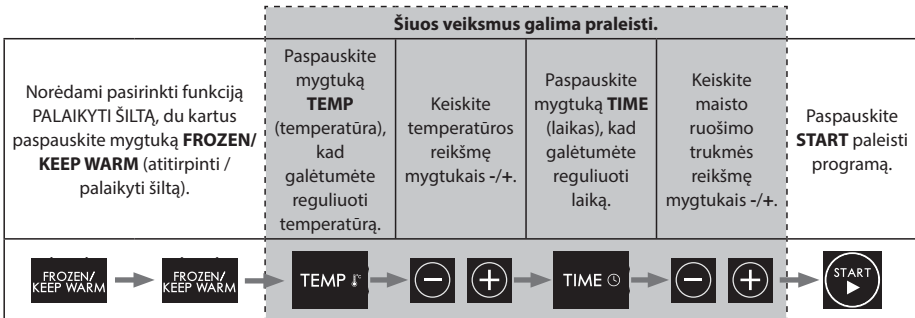 Šiuos veiksmus galima praleisti.
Norėdami pasirinkti funkciją
PALAIKYTI ŠILTĄ, du kartus
paspauskite mygtuką FROZEN/
KEEP WARM (atitirpinti /
palaikyti šiltą).
Paspauskite
mygtuką
TEMP
(temperatūra),
kad
galėtumėte
reguliuoti
temperatūrą.
Keiskite
temperatūros
reikšmę
mygtukais -/+.
Paspauskite
mygtuką TIME
(laikas), kad
galėtumėte
reguliuoti
laiką.
Keiskite
maisto
ruošimo
trukmės
reikšmę
mygtukais -/+.
Paspauskite
START paleisti
programą.
FROZEN/
KEEP WARM
FROZEN/
KEEP WARM
TEMP °C
TIME
START